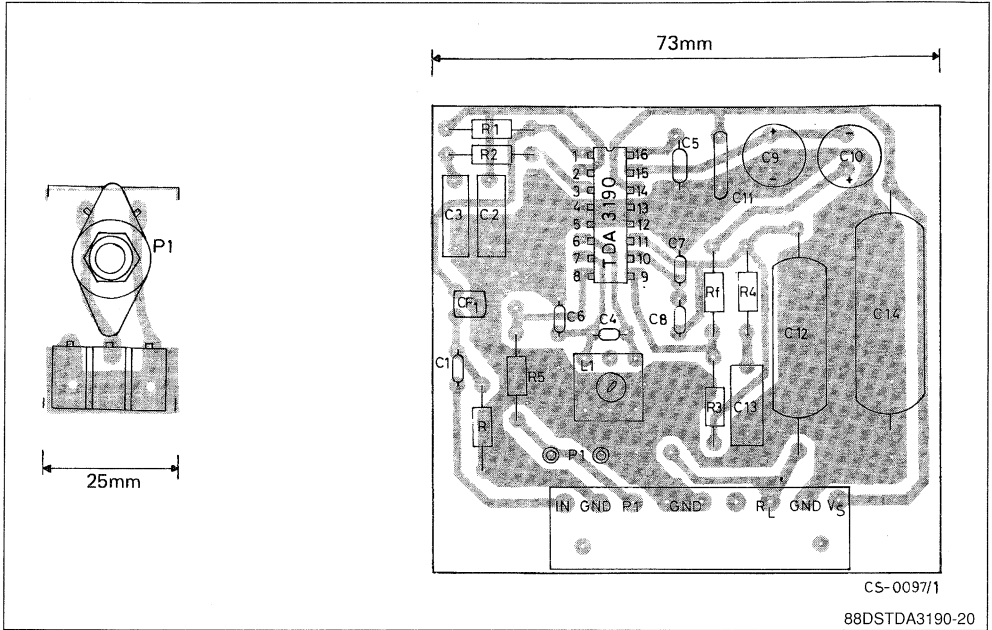 73mm
R1
R2
C3
C2
1
2
3
4
5
6
7
8
TDA 3190
16
15
14
13
12
11
10
9
C5
C11
C9
+
-
C10
-
+
P1
CF1
C6
C4
C7
C8
Rf
R4
C12
C14
C1
R5
L1
R
R3
C13
P1
25mm
IN GND P1 GND RL GND VS
CS-0097/1
88DSTDA3190-20